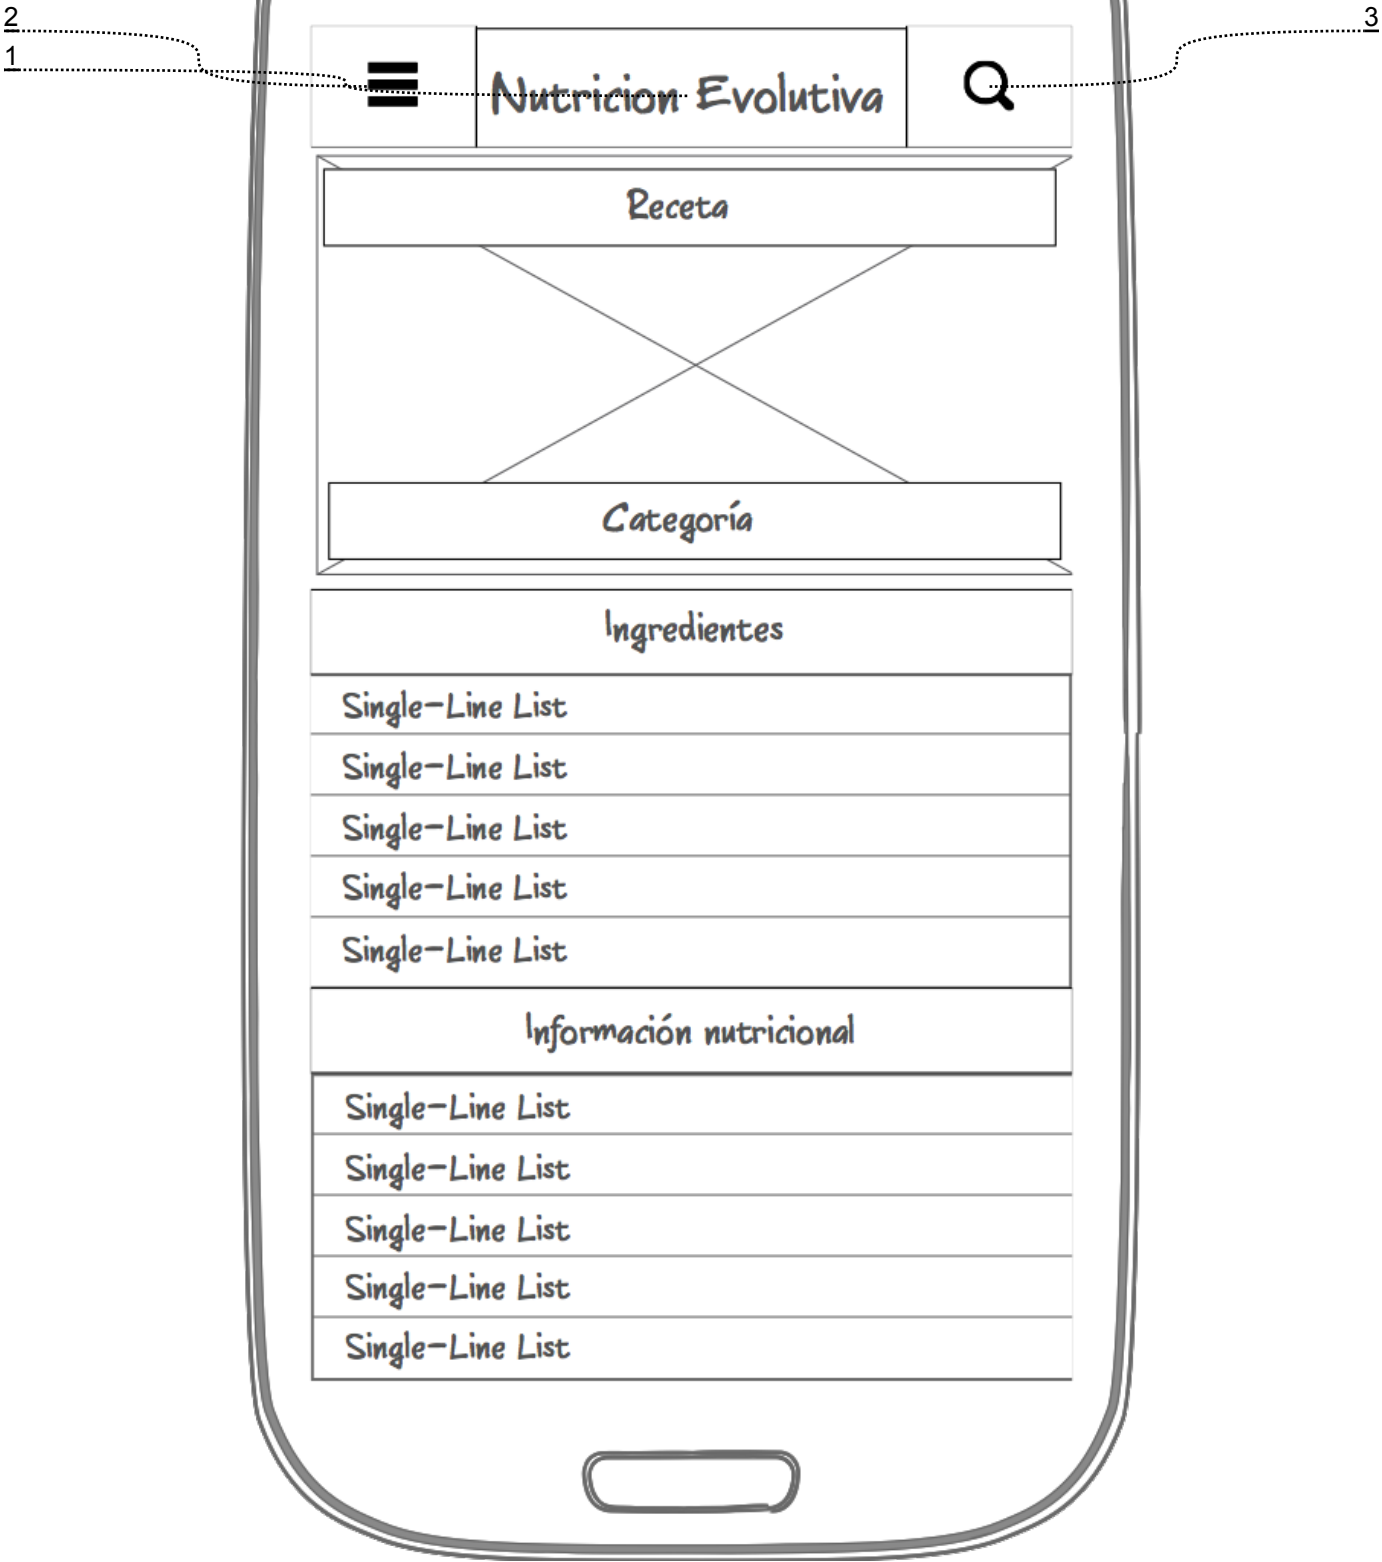 2
3
1
Nutricion Evolutiva
Receta
Categoría
Ingredientes
Single-Line List
Single-Line List
Single-Line List
Single-Line List
Single-Line List
Información nutricional
Single-Line List
Single-Line List
Single-Line List
Single-Line List
Single-Line List